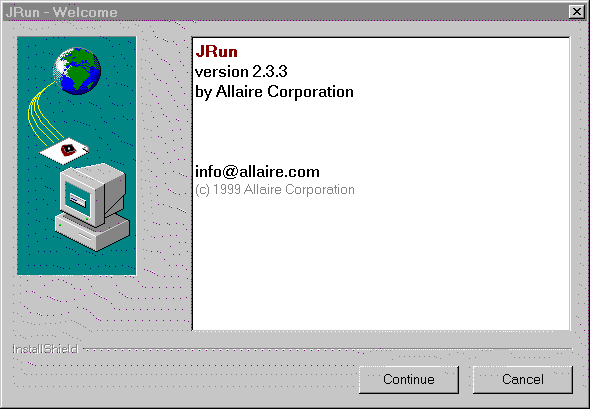 JRun - Welcome
JRun
version 2.3.3
by Allaire Corporation
info@allaire.com
(c) 1999 Allaire Corporation
InstallShield
Continue
Cancel